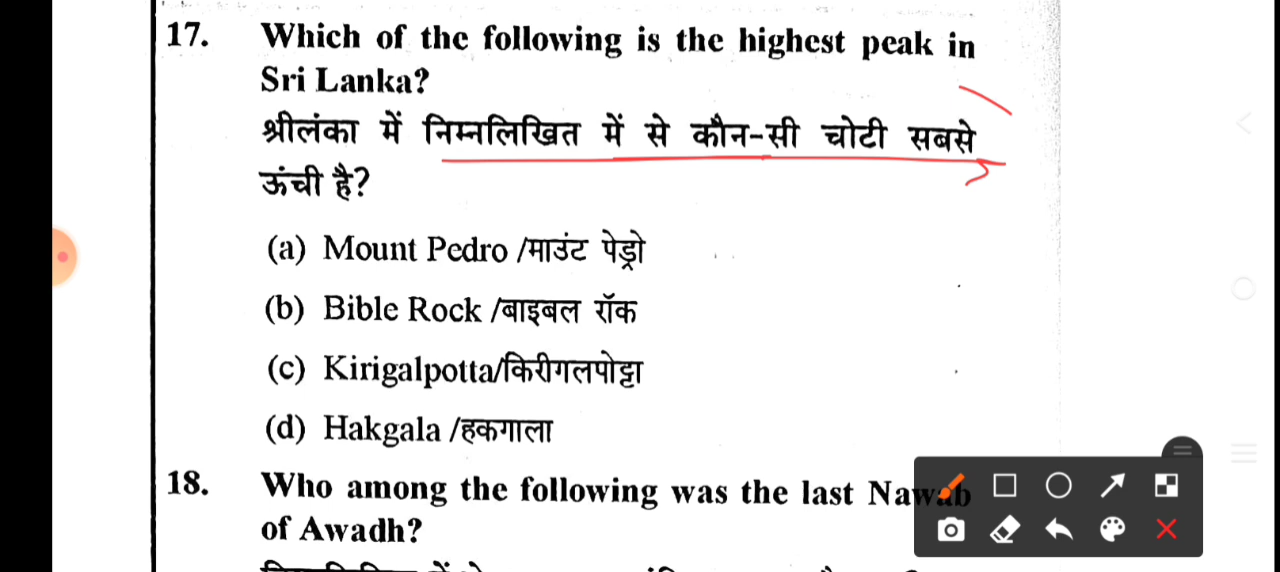 17. Which of the following is the highest peak in
Sri Lanka?
श्रीलंका में निम्नलिखित में से कौन-सी चोटी सबसे
ऊंची है?
(a) Mount Pedro /माउंट पेड्रो
(b) Bible Rock /बाइबल रॉक
(c) Kirigalpotta/किरीगलपोट्टा
(d) Hakgala /हकगाला
18. Who among the following was the last Nawab
of Awadh?